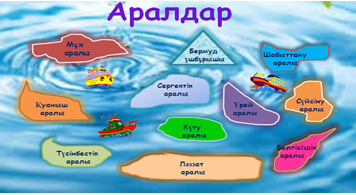 Аралдар
Мұң
аралы
Бермуд
үшбұрышы
Шабыттану
аралы
Сергектік
аралы
Қуаныш
аралы
Үрей
аралы
Сүйсіну
аралы
Күту
аралы
Түсінбестік
аралы
Ләззат
аралы
Белгісіздік
аралы